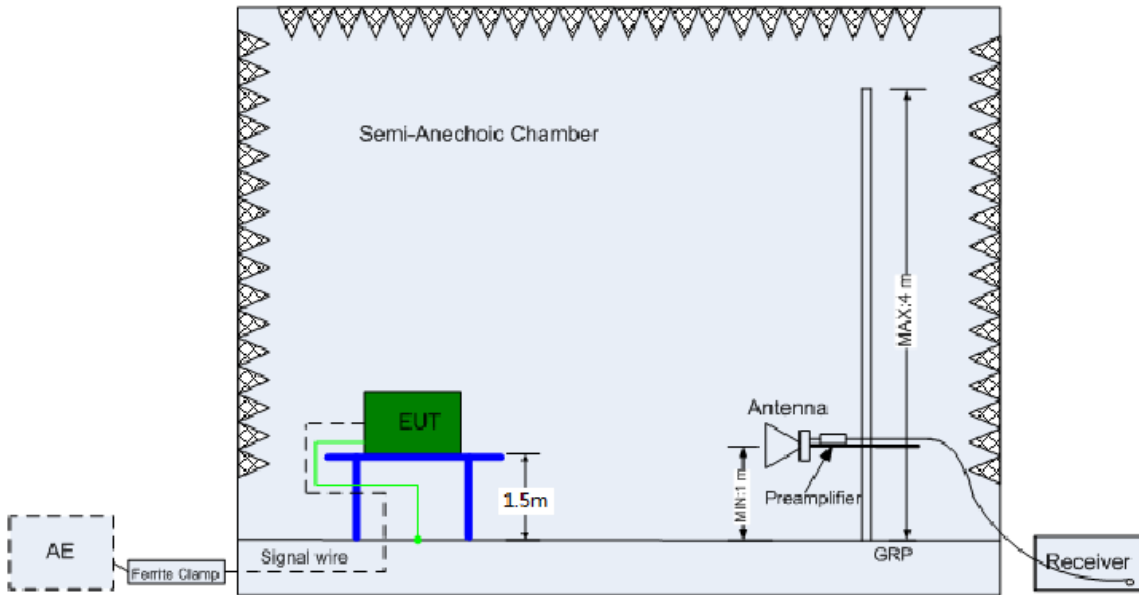 Semi-Anechoic Chamber
MAX:4 m
EUT
Antenna
1.5m
MIN:1 m
Preamplifier
AE
Ferrite Clamp
Signal wire
GRP
Receiver